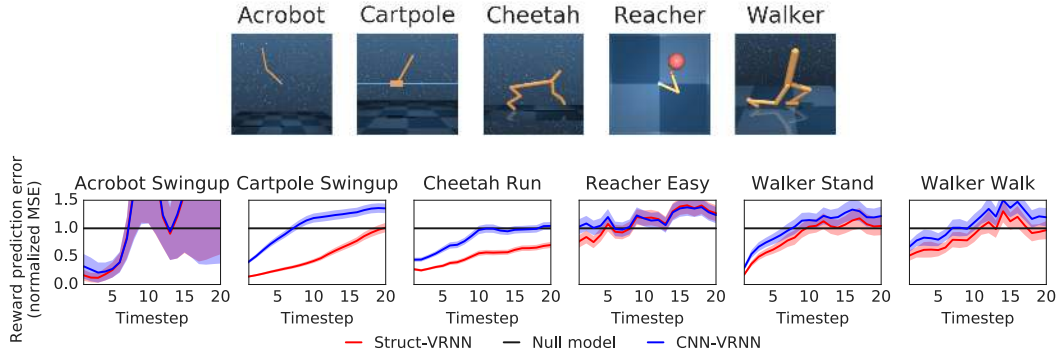 Acrobot Cartpole Cheetah Reacher Walker
Reward prediction error
(normalized MSE)
Acrobot Swingup Cartpole Swingup Cheetah Run Reacher Easy Walker Stand Walker Walk
1.5
1.0
0.5
0.0
5 10 15 20 5 10 15 20 5 10 15 20 5 10 15 20 5 10 15 20 5 10 15 20
Timestep Timestep Timestep Timestep Timestep Timestep
Struct-VRNN Null model CNN-VRNN